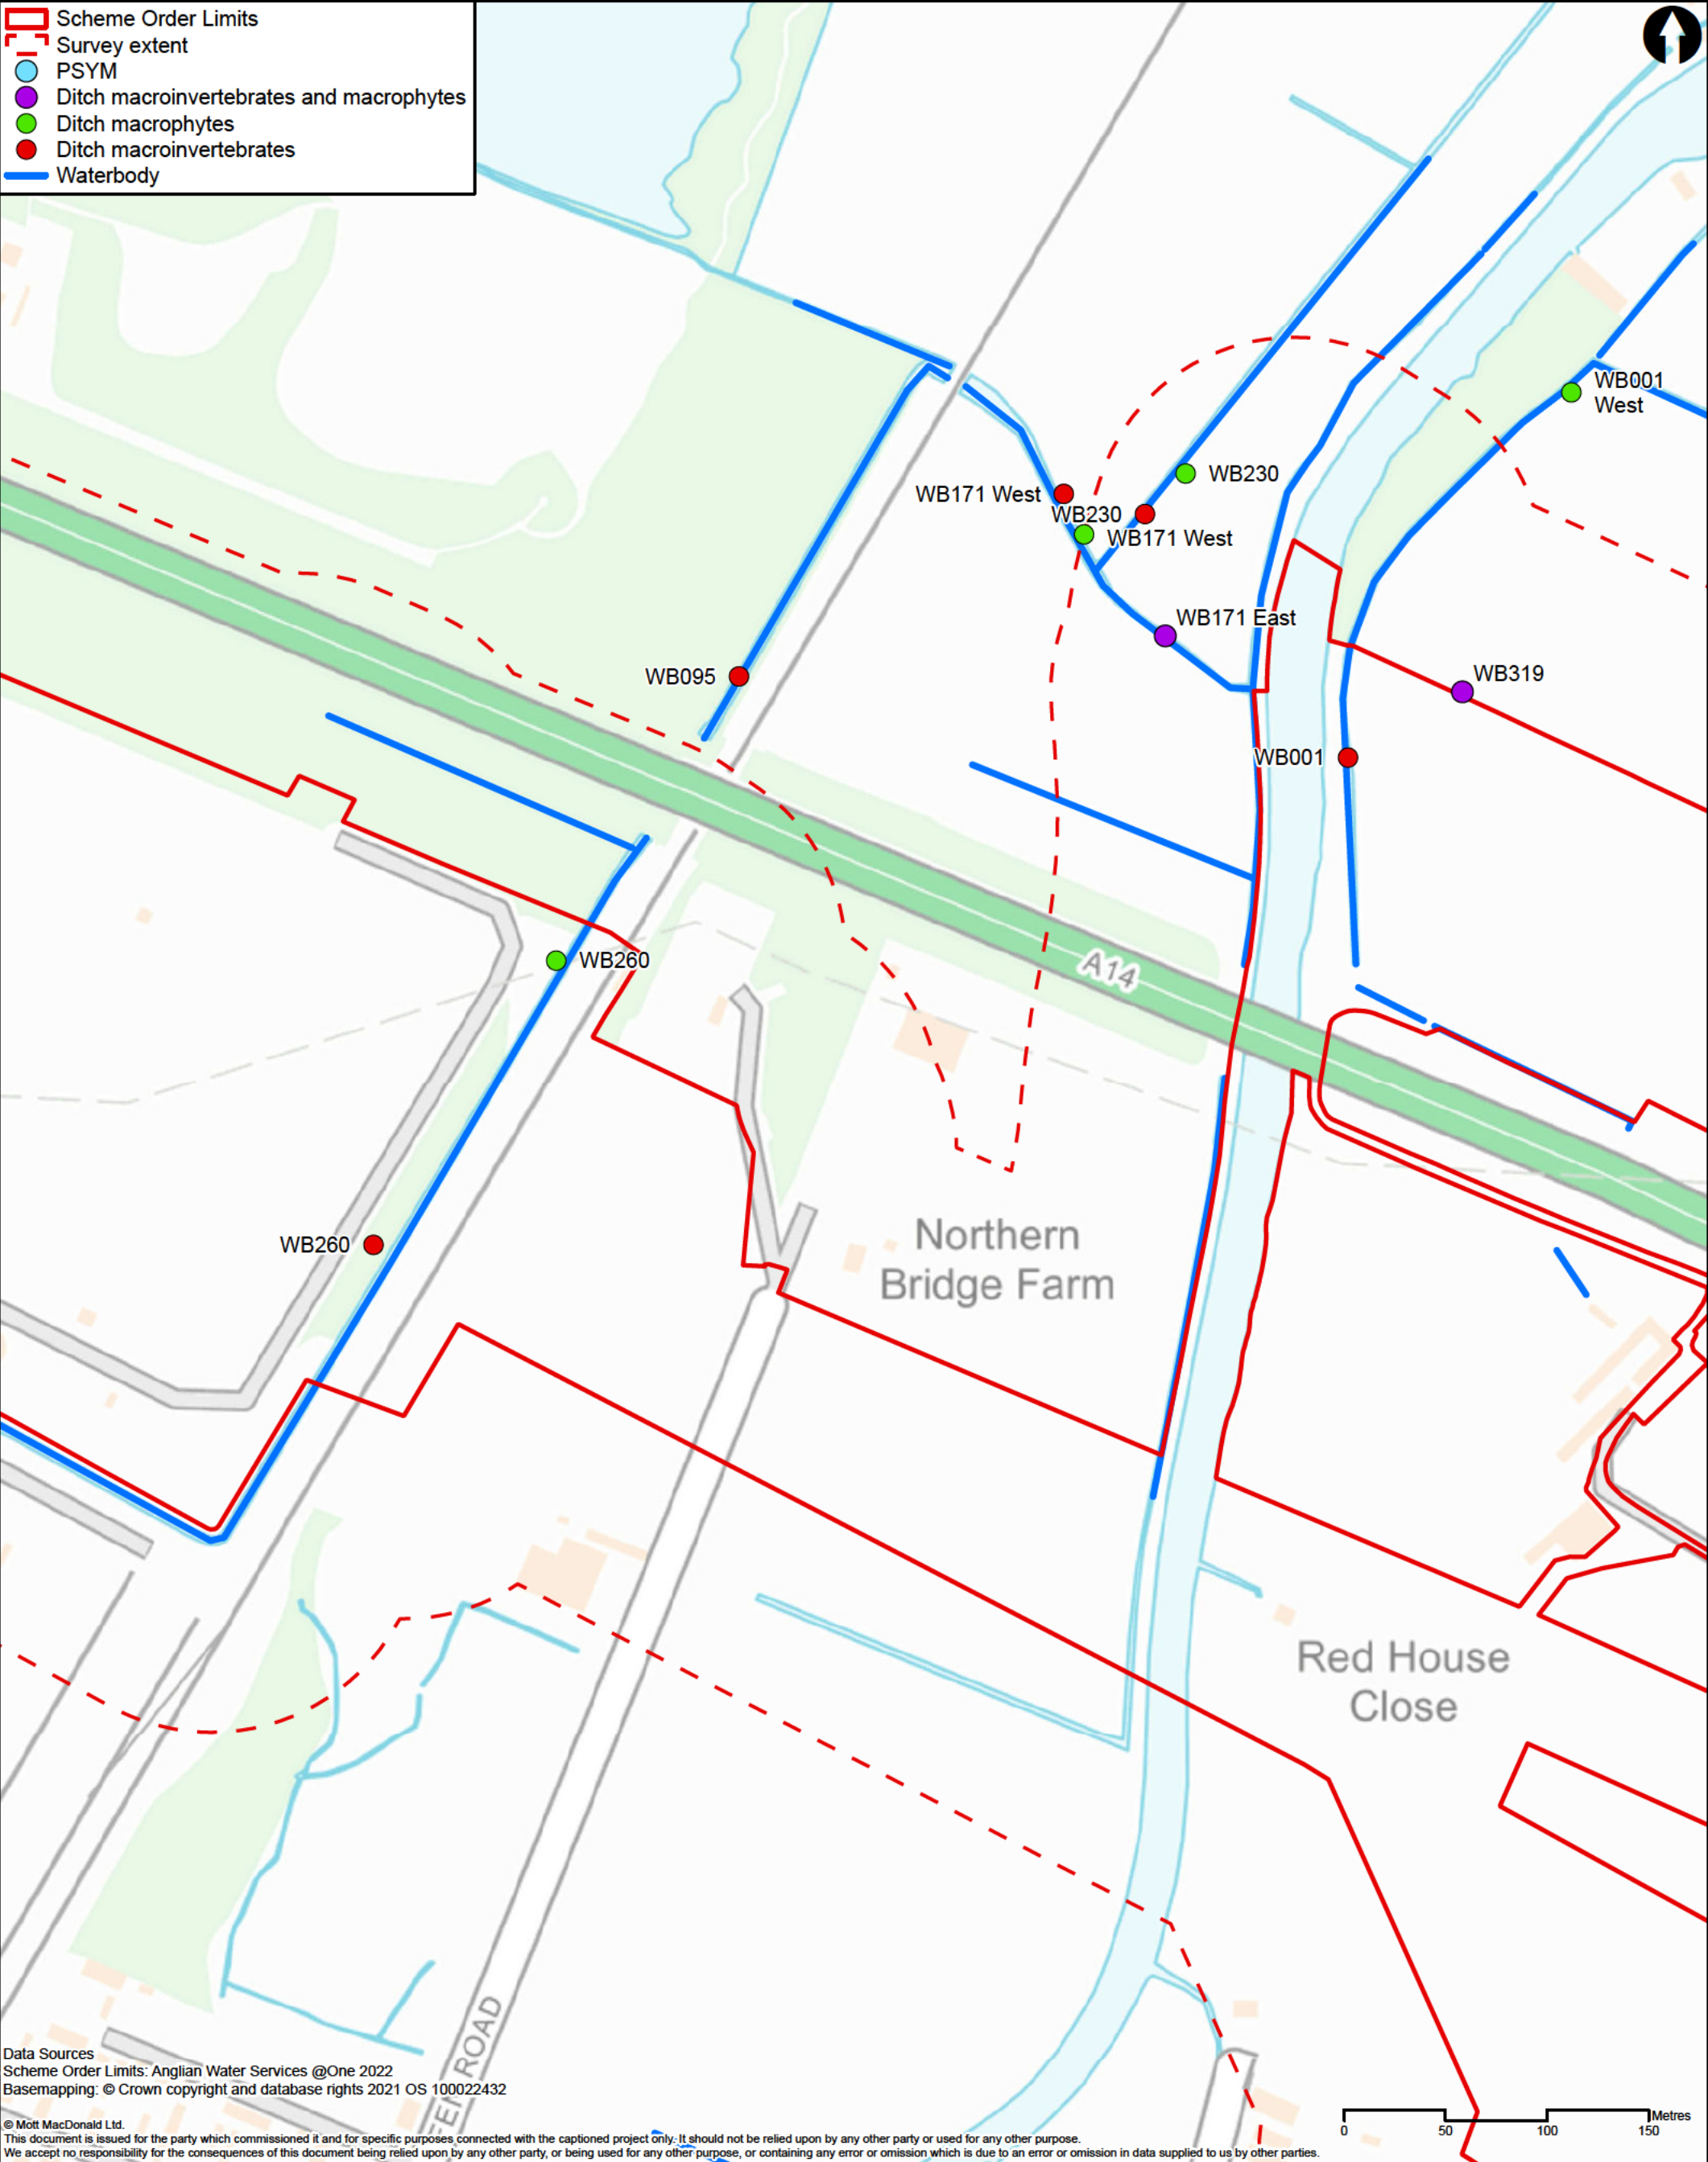 Scheme Order Limits
Survey extent
PSYM
Ditch macroinvertebrates and macrophytes
Ditch macrophytes
Ditch macroinvertebrates
Waterbody
WB001
West
WB230
WB171 West
WB230
WB171 West
WB171 East
WB319
WB095
WB001
WB260
A14
WB260
Northern
Bridge Farm
Red House
Close
ROAD
Data Sources
Scheme Order Limits: Anglian Water Services @One 2022
Basemapping: © Crown copyright and database rights 2021 OS 100022432
© Mott MacDonald Ltd.
This document is issued for the party which commissioned it and for specific purposes connected with the captioned project only. It should not be relied upon by any other party or used for any other purpose.
We accept no responsibility for the consequences of this document being relied upon by any other party, or being used for any other purpose, or containing any error or omission which is due to an error or omission in data supplied to us by other parties.
Metres
0 50 100 150